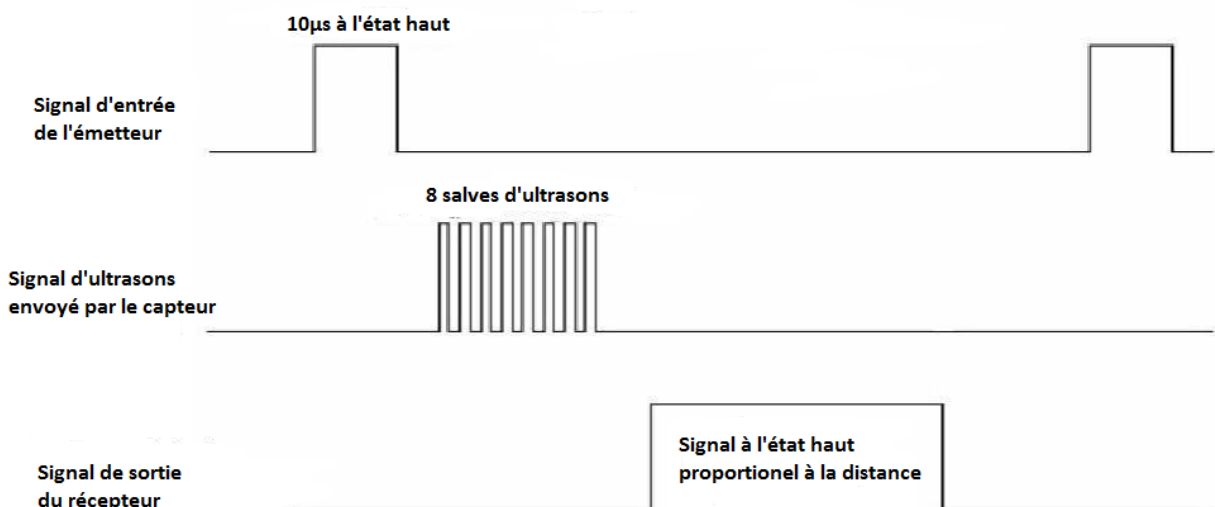 10µs à l'état haut
Signal d'entrée
de l'émetteur
8 salves d'ultrasons
Signal d'ultrasons
envoyé par le capteur
Signal à l'état haut
proportionel à la distance
Signal de sortie
du récepteur